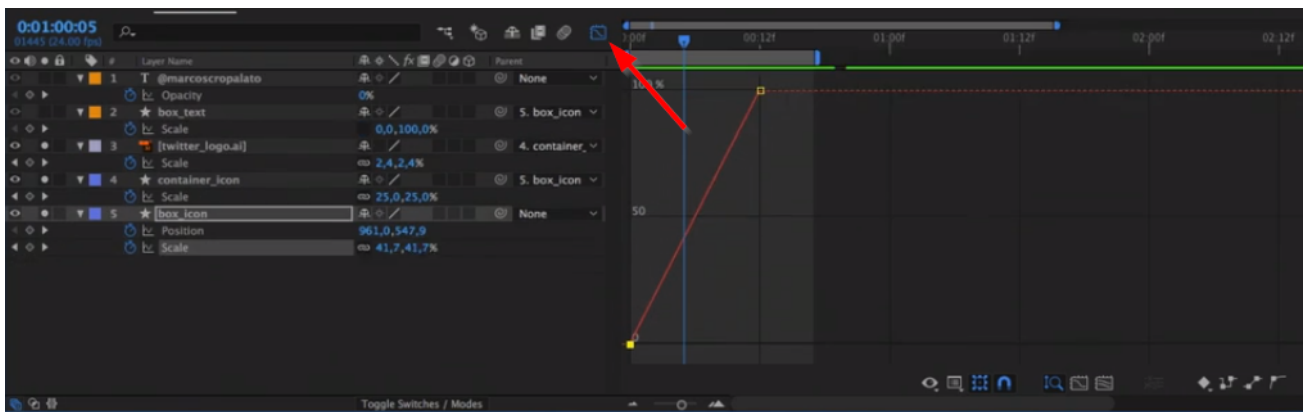 0:01:00:05
01445 (24.00 fps)
:00f 00:12f 01:00f 01:12f 02:00f 02:12f
# Layer Name fx Parent
1 T @marcoscropalato None
Opacity 0%
2 box_text 5. box_icon
Scale 0,0,100,0%
3 [twitter_logo.ai] 4. container_
Scale 2,4,2,4%
4 container_icon 5. box_icon
Scale 25,0,25,0%
5 box_icon None
Position 961,0,547,9
Scale 41,7,41,7%
100 %
50
0
Toggle Switches / Modes